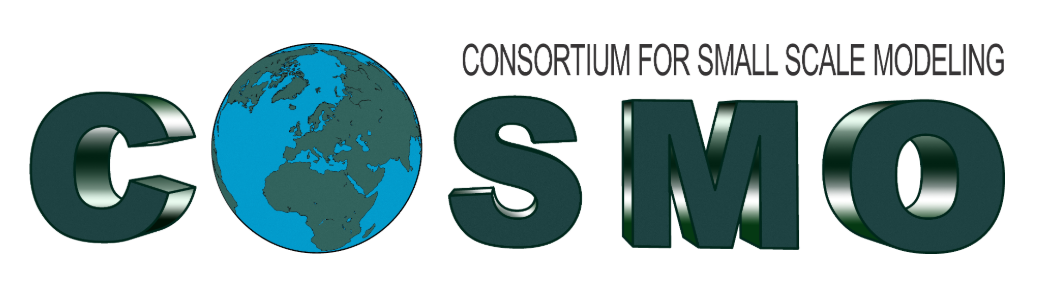 CONSORTIUM FOR SMALL SCALE MODELING
COSMO